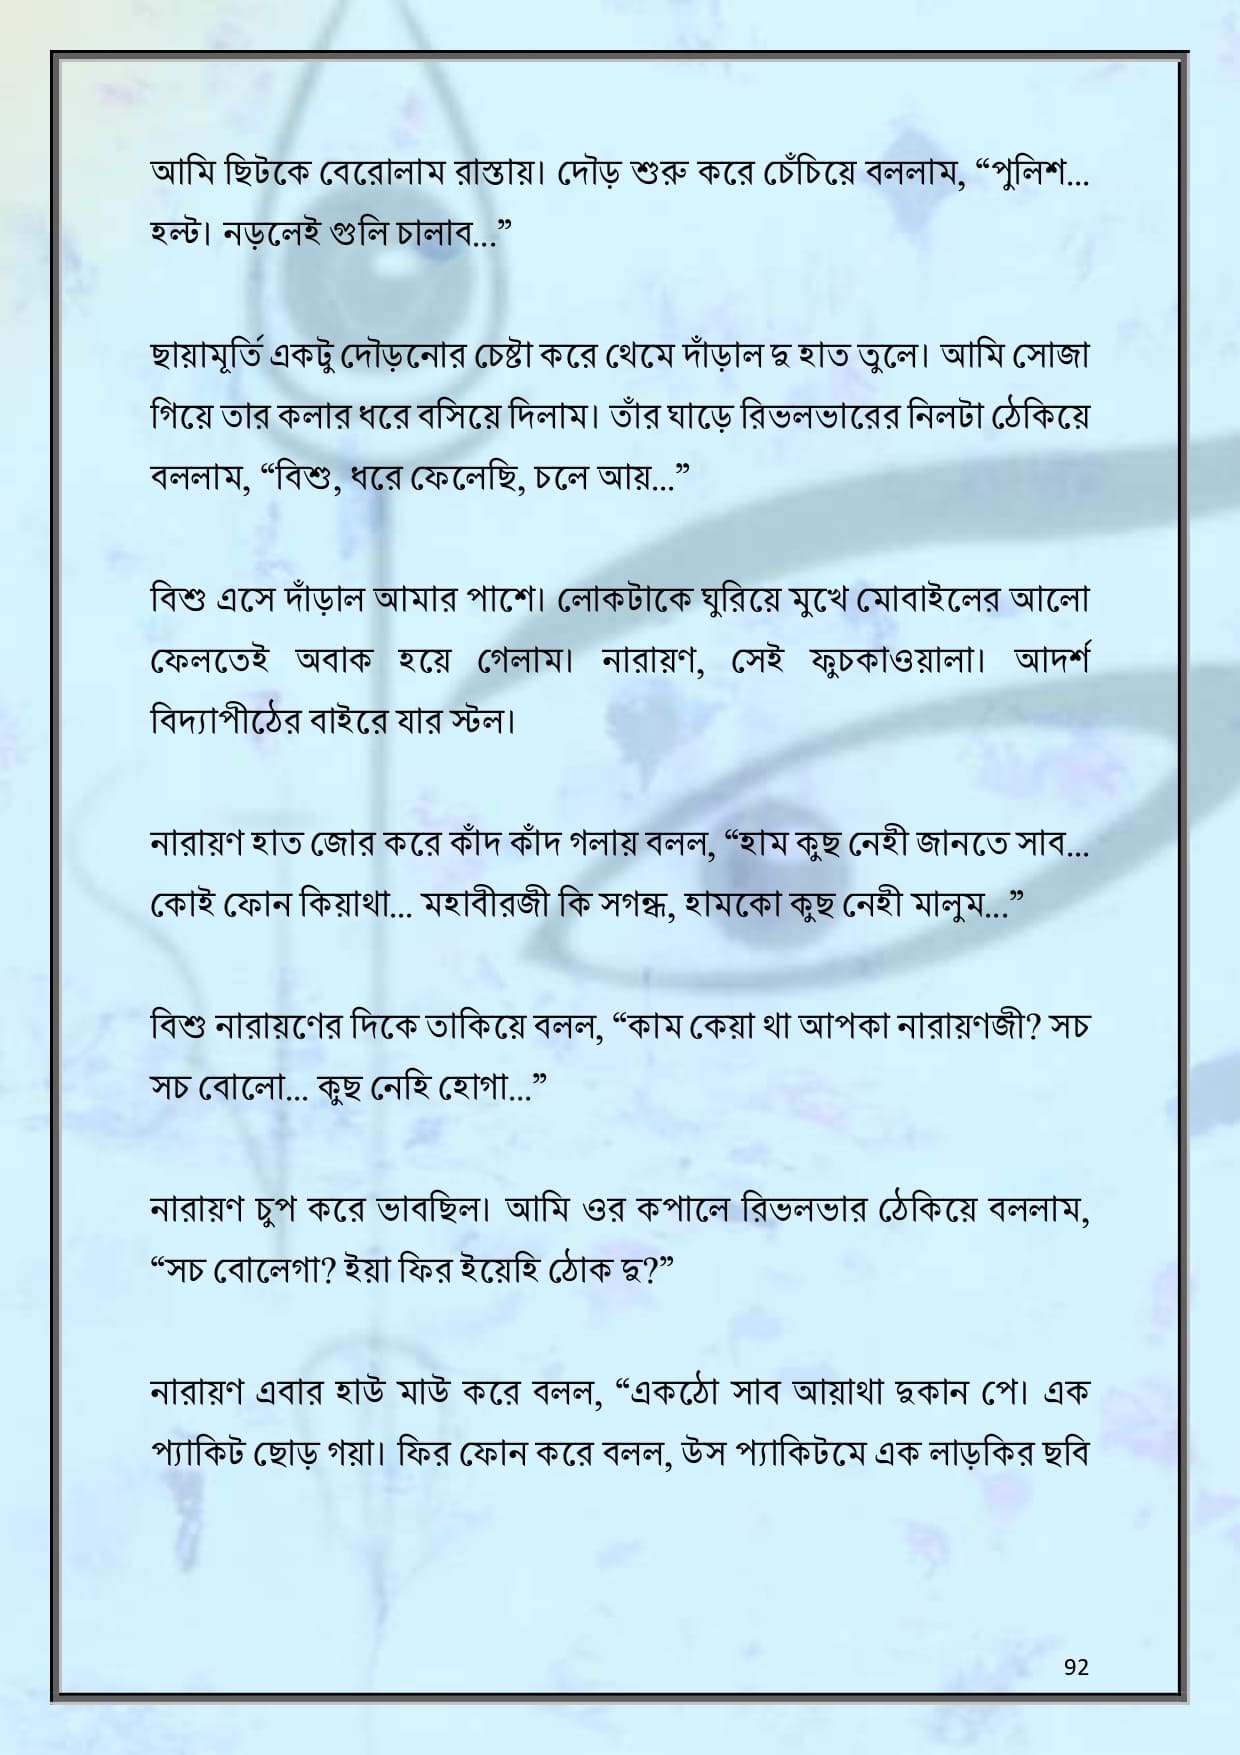 আমি ছিটকে বেরোলাম রাস্তায়। দৌড় শুরু করে চেঁচিয়ে বললাম, “পুলিশ...
হল্ট। নড়লেই গুলি চালাব...”
ছায়ামূর্তি একটু দৌড়নোর চেষ্টা করে থেমে দাঁড়াল দু হাত তুলে। আমি সোজা
গিয়ে তার কলার ধরে বসিয়ে দিলাম। তাঁর ঘাড়ে রিভলভারের নিলটা ঠেকিয়ে
বললাম, “বিশু, ধরে ফেলেছি, চলে আয়...”
বিশু এসে দাঁড়াল আমার পাশে। লোকটাকে ঘুরিয়ে মুখে মোবাইলের আলো
ফেলতেই অবাক হয়ে গেলাম। নারায়ণ, সেই ফুচকাওয়ালা। আদর্শ
বিদ্যাপীঠের বাইরে যার স্টল।
নারায়ণ হাত জোর করে কাঁদ কাঁদ গলায় বলল, “হাম কুছ নেহী জানতে সাব...
কোই ফোন কিয়াথা... মহাবীরজী কি সগন্ধ, হামকো কুছ নেহী মালুম...”
বিশু নারায়ণের দিকে তাকিয়ে বলল, “কাম কেয়া থা আপকা নারায়ণজী? সচ
সচ বোলো... কুছ নেহি হোগা...”
নারায়ণ চুপ করে ভাবছিল। আমি ওর কপালে রিভলভার ঠেকিয়ে বললাম,
“সচ বোলেগা? ইয়া ফির ইয়েহি ঠোক দু?”
নারায়ণ এবার হাউ মাউ করে বলল, “একঠো সাব আয়াথা দুকান পে। এক
প্যাকিট ছোড় গয়া। ফির ফোন করে বলল, উস প্যাকিটমে এক লাড়কির ছবি
92